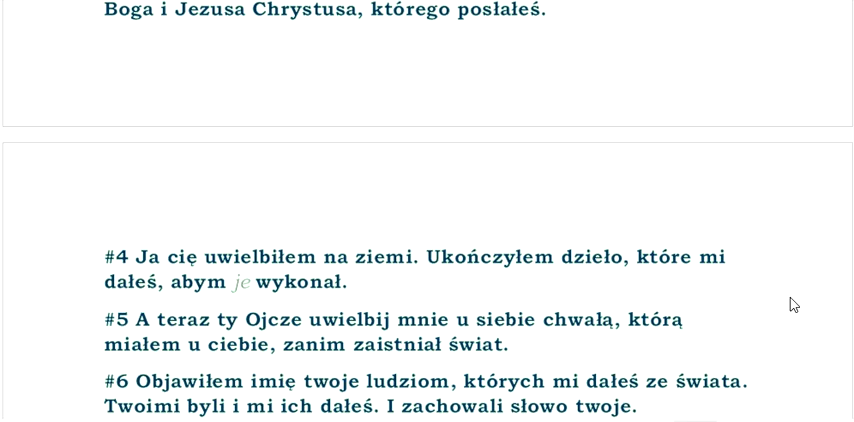 Boga i Jezusa Chrystusa, którego posłałeś.
#4 Ja cię uwielbiłem na ziemi. Ukończyłem dzieło, które mi
dałeś, abym je wykonał.
#5 A teraz ty Ojcze uwielbij mnie u siebie chwałą, którą
miałem u ciebie, zanim zaistniał świat.
#6 Objawiłem imię twoje ludziom, których mi dałeś ze świata.
Twoimi byli i mi ich dałeś. I zachowali słowo twoje.